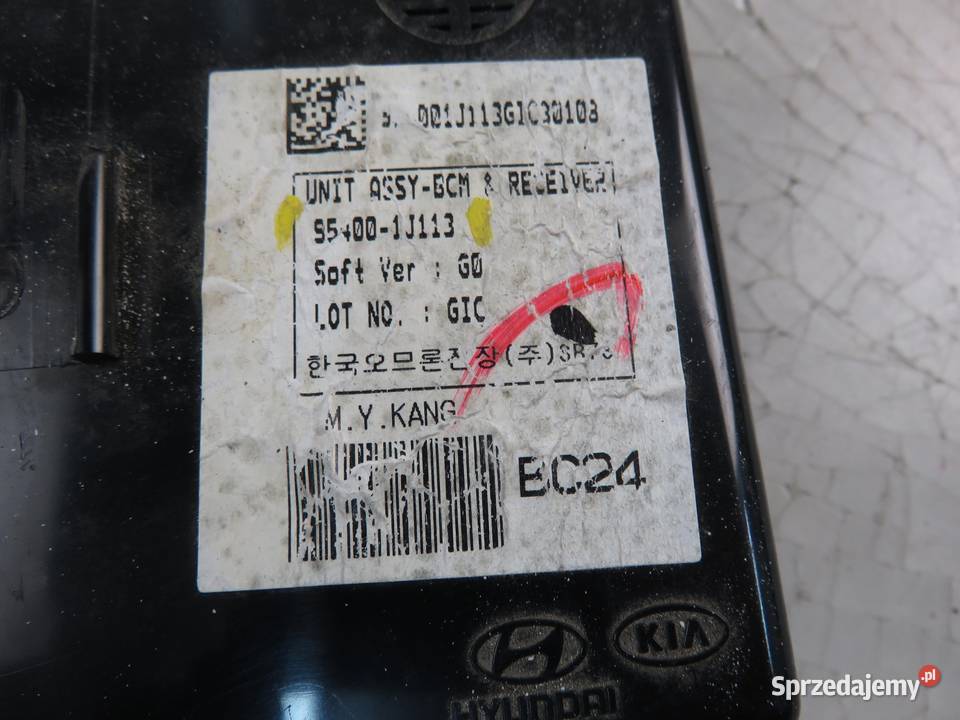 001J113GIC30108
UNIT ASSY-BCM & RECEIVER
95400-1J113
Soft Ver : G0
LOT NO. : GIC
한국오므론전장(주)
M.Y.KANG
BC24
KIA
HYUNDAI
Sprzedajemy.pl